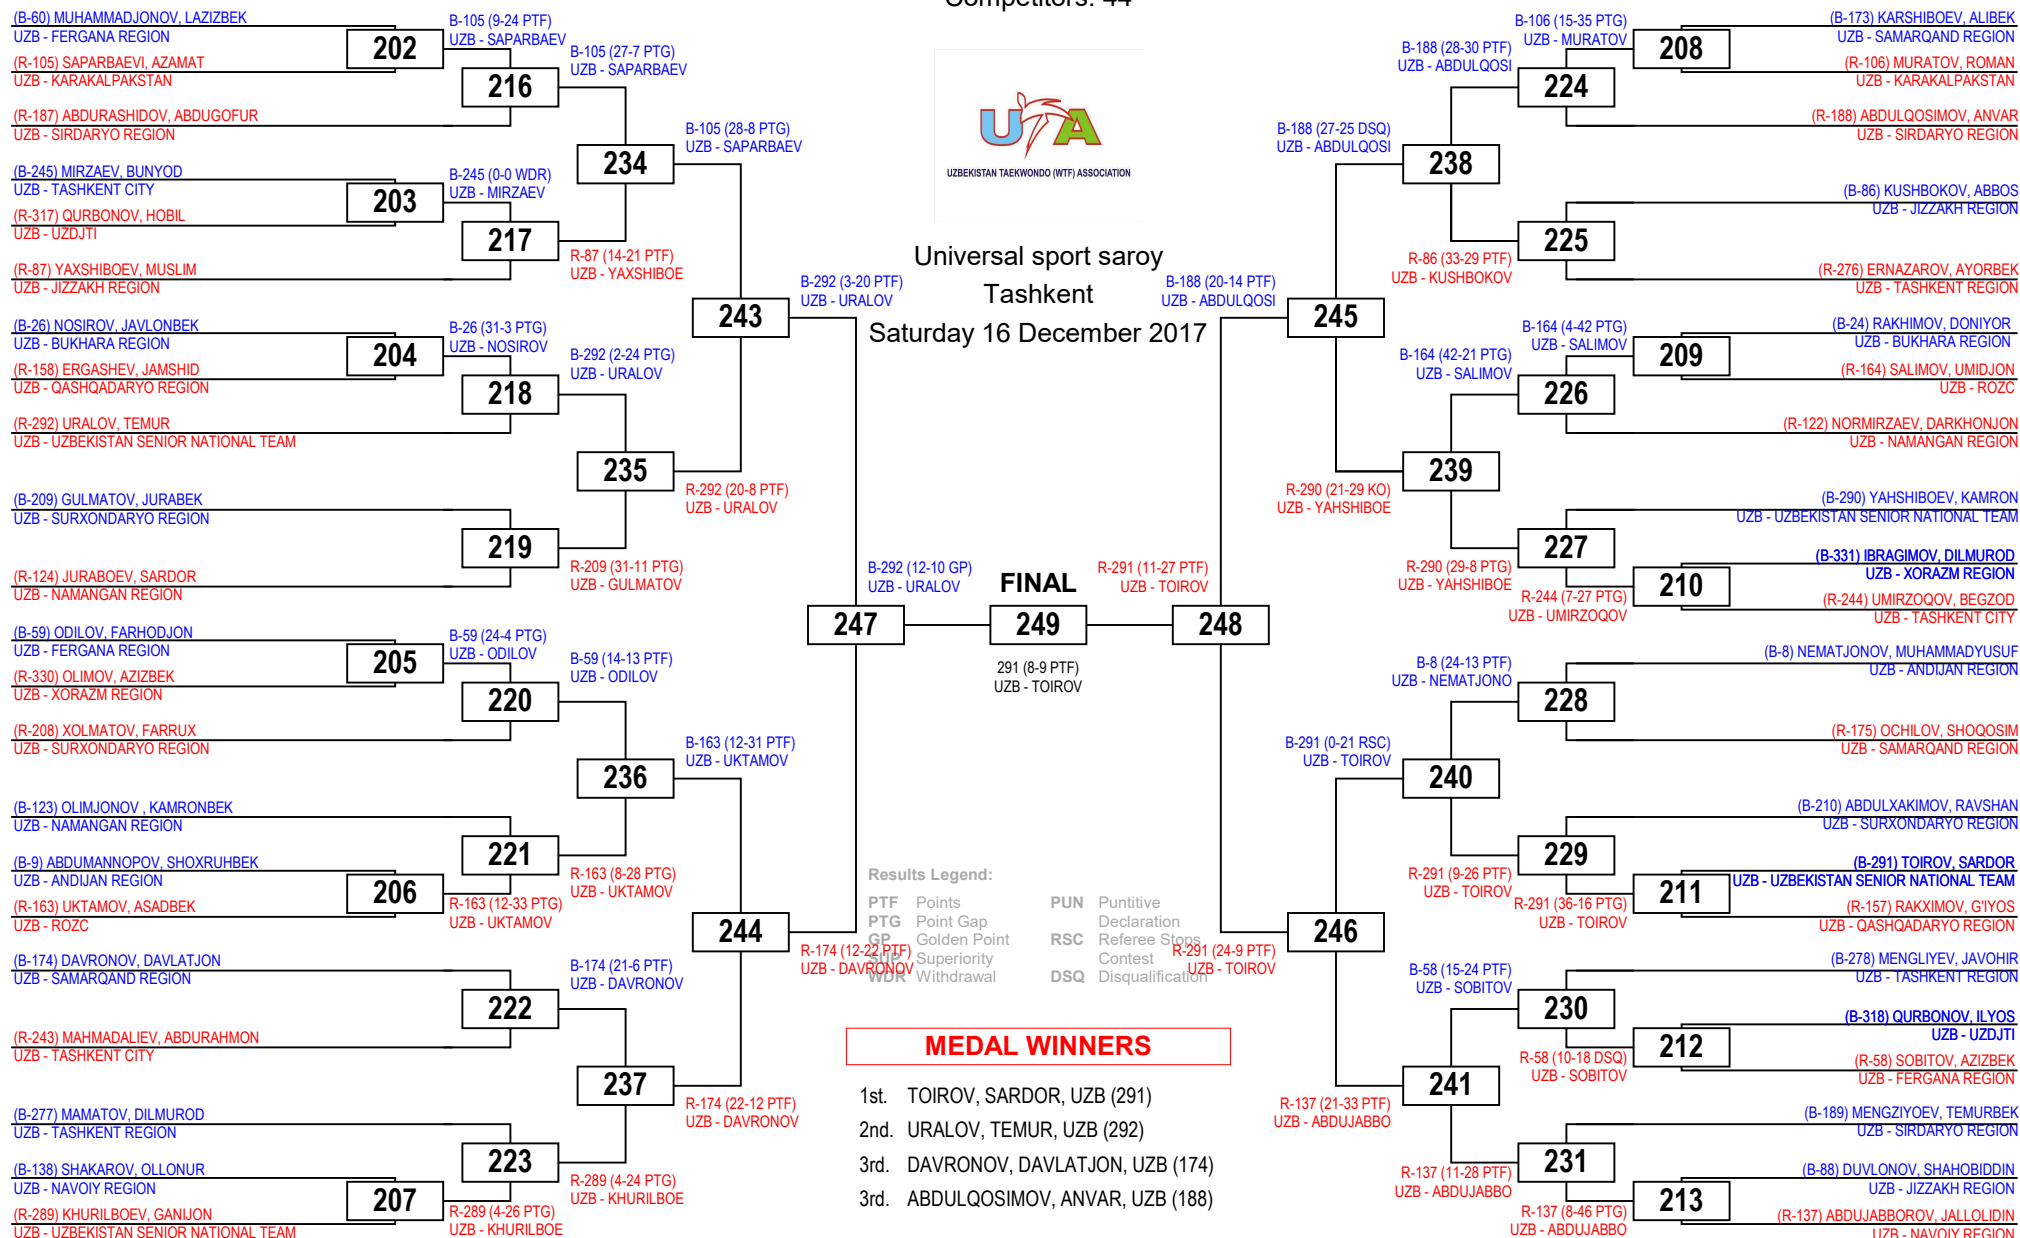 Competitors: 44
(B-60) MUHAMMADJONOV, LAZIZBEK
UZB - FERGANA REGION
202
(R-105) SAPARBAEVI, AZAMAT
UZB - KARAKALPAKSTAN
B-105 (9-24 PTF)
UZB - SAPARBAEV
216
(R-187) ABDURASHIDOV, ABDUGOFUR
UZB - SIRDARYO REGION
B-105 (27-7 PTG)
UZB - SAPARBAEV
(B-245) MIRZAEV, BUNYOD
UZB - TASHKENT CITY
203
(R-317) QURBONOV, HOBIL
UZB - UZDJTI
B-245 (0-0 WDR)
UZB - MIRZAEV
217
(R-87) YAXSHIBOEV, MUSLIM
UZB - JIZZAKH REGION
R-87 (14-21 PTF)
UZB - YAXSHIBOE
234
B-105 (28-8 PTG)
UZB - SAPARBAEV
(B-26) NOSIROV, JAVLONBEK
UZB - BUKHARA REGION
204
(R-158) ERGASHEV, JAMSHID
UZB - QASHQADARYO REGION
B-26 (31-3 PTG)
UZB - NOSIROV
218
(R-292) URALOV, TEMUR
UZB - UZBEKISTAN SENIOR NATIONAL TEAM
B-292 (2-24 PTG)
UZB - URALOV
235
(B-209) GULMATOV, JURABEK
UZB - SURXONDARYO REGION
219
(R-124) JURABOEV, SARDOR
UZB - NAMANGAN REGION
R-209 (31-11 PTG)
UZB - GULMATOV
R-292 (20-8 PTF)
UZB - URALOV
243
B-292 (3-20 PTF)
UZB - URALOV
(B-59) ODILOV, FARHODJON
UZB - FERGANA REGION
205
(R-330) OLIMOV, AZIZBEK
UZB - XORAZM REGION
B-59 (24-4 PTG)
UZB - ODILOV
220
(R-208) XOLMATOV, FARRUX
UZB - SURXONDARYO REGION
B-59 (14-13 PTF)
UZB - ODILOV
236
B-163 (12-31 PTF)
UZB - UKTAMOV
(B-123) OLIMJONOV , KAMRONBEK
UZB - NAMANGAN REGION
221
(B-9) ABDUMANNOPOV, SHOXRUHBEK
UZB - ANDIJAN REGION
206
(R-163) UKTAMOV, ASADBEK
UZB - ROZC
R-163 (12-33 PTG)
UZB - UKTAMOV
R-163 (8-28 PTG)
UZB - UKTAMOV
244
R-174 (12-22 PTF)
UZB - DAVRONOV
(B-174) DAVRONOV, DAVLATJON
UZB - SAMARQAND REGION
222
(R-243) MAHMADALIEV, ABDURAHMON
UZB - TASHKENT CITY
B-174 (21-6 PTF)
UZB - DAVRONOV
237
R-174 (22-12 PTF)
UZB - DAVRONOV
(B-277) MAMATOV, DILMUROD
UZB - TASHKENT REGION
223
(B-138) SHAKAROV, OLLONUR
UZB - NAVOIY REGION
207
(R-289) KHURILBOEV, GANIJON
UZB - UZBEKISTAN SENIOR NATIONAL TEAM
R-289 (4-26 PTG)
UZB - KHURILBOE
R-289 (4-24 PTG)
UZB - KHURILBOE
UTA
UZBEKISTAN TAEKWONDO (WTF) ASSOCIATION
Universal sport saroy
Tashkent
Saturday 16 December 2017
247
B-292 (12-10 GP)
UZB - URALOV
FINAL
249
291 (8-9 PTF)
UZB - TOIROV
R-291 (11-27 PTF)
UZB - TOIROV
248
Results Legend:
PTF Points
PTG Point Gap
GP Golden Point
SUP Superiority
WDR Withdrawal
PUN Puntitive
Declaration
RSC Referee Stops
Contest
DSQ Disqualification
MEDAL WINNERS
1st. TOIROV, SARDOR, UZB (291)
2nd. URALOV, TEMUR, UZB (292)
3rd. DAVRONOV, DAVLATJON, UZB (174)
3rd. ABDULQOSIMOV, ANVAR, UZB (188)
(B-173) KARSHIBOEV, ALIBEK
UZB - SAMARQAND REGION
208
(R-106) MURATOV, ROMAN
UZB - KARAKALPAKSTAN
B-106 (15-35 PTG)
UZB - MURATOV
224
(R-188) ABDULQOSIMOV, ANVAR
UZB - SIRDARYO REGION
B-188 (28-30 PTF)
UZB - ABDULQOSI
238
B-188 (27-25 DSQ)
UZB - ABDULQOSI
(B-86) KUSHBOKOV, ABBOS
UZB - JIZZAKH REGION
225
(R-276) ERNAZAROV, AYORBEK
UZB - TASHKENT REGION
R-86 (33-29 PTF)
UZB - KUSHBOKOV
245
B-188 (20-14 PTF)
UZB - ABDULQOSI
(B-24) RAKHIMOV, DONIYOR
UZB - BUKHARA REGION
209
(R-164) SALIMOV, UMIDJON
UZB - ROZC
B-164 (4-42 PTG)
UZB - SALIMOV
226
(R-122) NORMIRZAEV, DARKHONJON
UZB - NAMANGAN REGION
B-164 (42-21 PTG)
UZB - SALIMOV
239
R-290 (21-29 KO)
UZB - YAHSHIBOE
(B-290) YAHSHIBOEV, KAMRON
UZB - UZBEKISTAN SENIOR NATIONAL TEAM
227
(B-331) IBRAGIMOV, DILMUROD
UZB - XORAZM REGION
210
(R-244) UMIRZOQOV, BEGZOD
UZB - TASHKENT CITY
R-244 (7-27 PTG)
UZB - UMIRZOQOV
R-290 (29-8 PTG)
UZB - YAHSHIBOE
(B-8) NEMATJONOV, MUHAMMADYUSUF
UZB - ANDIJAN REGION
228
(R-175) OCHILOV, SHOQOSIM
UZB - SAMARQAND REGION
B-8 (24-13 PTF)
UZB - NEMATJONO
240
B-291 (0-21 RSC)
UZB - TOIROV
(B-210) ABDULXAKIMOV, RAVSHAN
UZB - SURXONDARYO REGION
229
(B-291) TOIROV, SARDOR
UZB - UZBEKISTAN SENIOR NATIONAL TEAM
211
(R-157) RAKXIMOV, G'IYOS
UZB - QASHQADARYO REGION
R-291 (36-16 PTG)
UZB - TOIROV
R-291 (9-26 PTF)
UZB - TOIROV
246
R-291 (24-9 PTF)
UZB - TOIROV
(B-278) MENGLIYEV, JAVOHIR
UZB - TASHKENT REGION
230
(B-318) QURBONOV, ILYOS
UZB - UZDJTI
212
(R-58) SOBITOV, AZIZBEK
UZB - FERGANA REGION
R-58 (10-18 DSQ)
UZB - SOBITOV
B-58 (15-24 PTF)
UZB - SOBITOV
241
R-137 (21-33 PTF)
UZB - ABDUJABBO
(B-189) MENGZIYOEV, TEMURBEK
UZB - SIRDARYO REGION
231
(B-88) DUVLONOV, SHAHOBIDDIN
UZB - JIZZAKH REGION
213
(R-137) ABDUJABBOROV, JALLOLIDIN
UZB - NAVOIY REGION
R-137 (8-46 PTG)
UZB - ABDUJABBO
R-137 (11-28 PTF)
UZB - ABDUJABBO